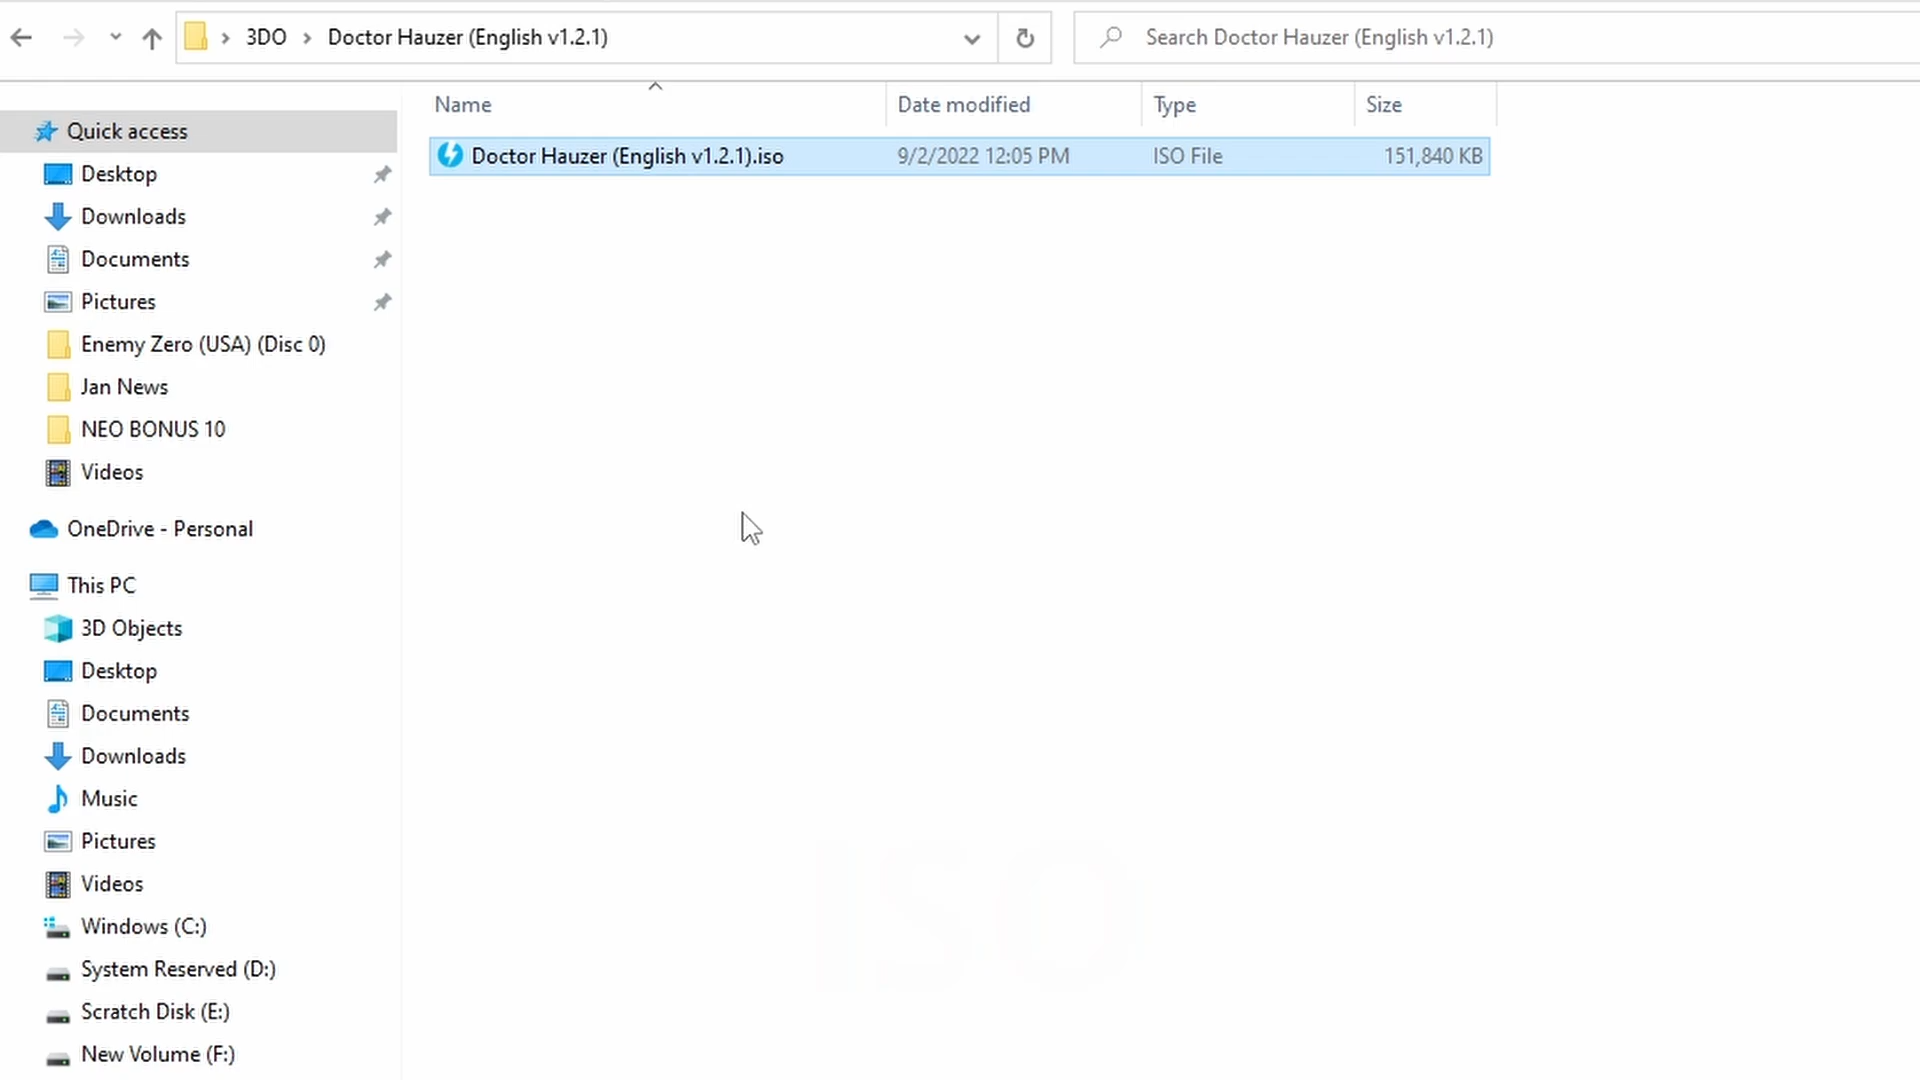 3DO > Doctor Hauzer (English v1.2.1)
Search Doctor Hauzer (English v1.2.1)
Name Date modified Type Size
Doctor Hauzer (English v1.2.1).iso 9/2/2022 12:05 PM ISO File 151,840 KB
Quick access
Desktop
Downloads
Documents
Pictures
Enemy Zero (USA) (Disc 0)
Jan News
NEO BONUS 10
Videos
OneDrive - Personal
This PC
3D Objects
Desktop
Documents
Downloads
Music
Pictures
Videos
Windows (C:)
System Reserved (D:)
Scratch Disk (E:)
New Volume (F:)
ISO